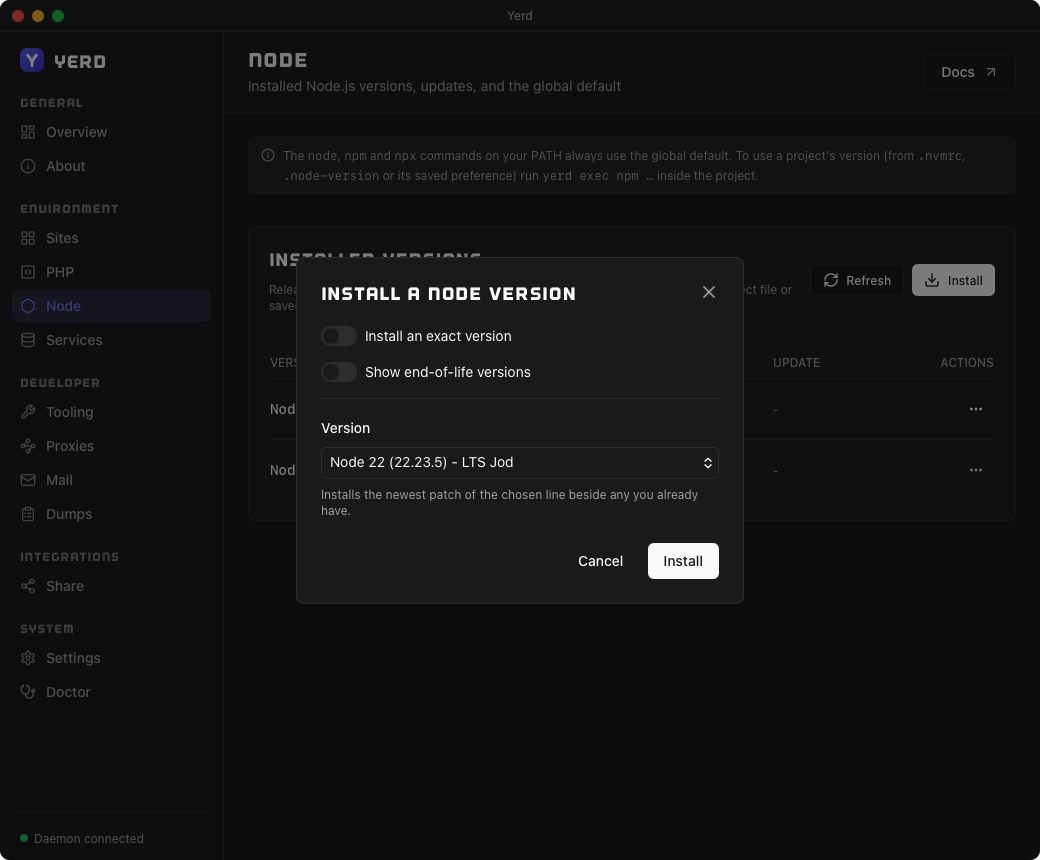 Yerd
YERD
GENERAL
Overview
About
ENVIRONMENT
Sites
PHP
Node
Services
DEVELOPER
Tooling
Proxies
Mail
Dumps
INTEGRATIONS
Share
SYSTEM
Settings
Doctor
Daemon connected
NODE
Installed Node.js versions, updates, and the global default
Docs
The node, npm and npx commands on your PATH always use the global default. To use a project's version (from .nvmrc,
.node-version or its saved preference) run yerd exec npm … inside the project.
INSTALLED VERSIONS
ct file or
Refresh
Install
UPDATE
ACTIONS
-
-
INSTALL A NODE VERSION
Install an exact version
Show end-of-life versions
Version
Node 22 (22.23.5) - LTS Jod
Installs the newest patch of the chosen line beside any you already
have.
Cancel
Install